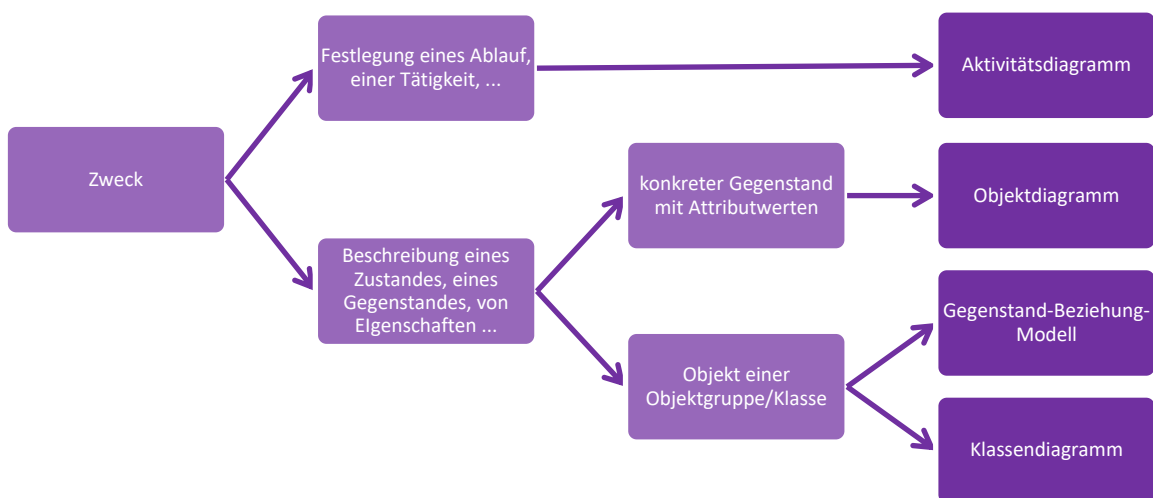 Zweck
Festlegung eines Ablauf,
einer Tätigkeit, ...
Aktivitätsdiagramm
Beschreibung eines
Zustandes, eines
Gegenstandes, von
EIgenschaften ...
konkreter Gegenstand
mit Attributwerten
Objektdiagramm
Objekt einer
Objektgruppe/Klasse
Gegenstand-Beziehung-
Modell
Klassendiagramm